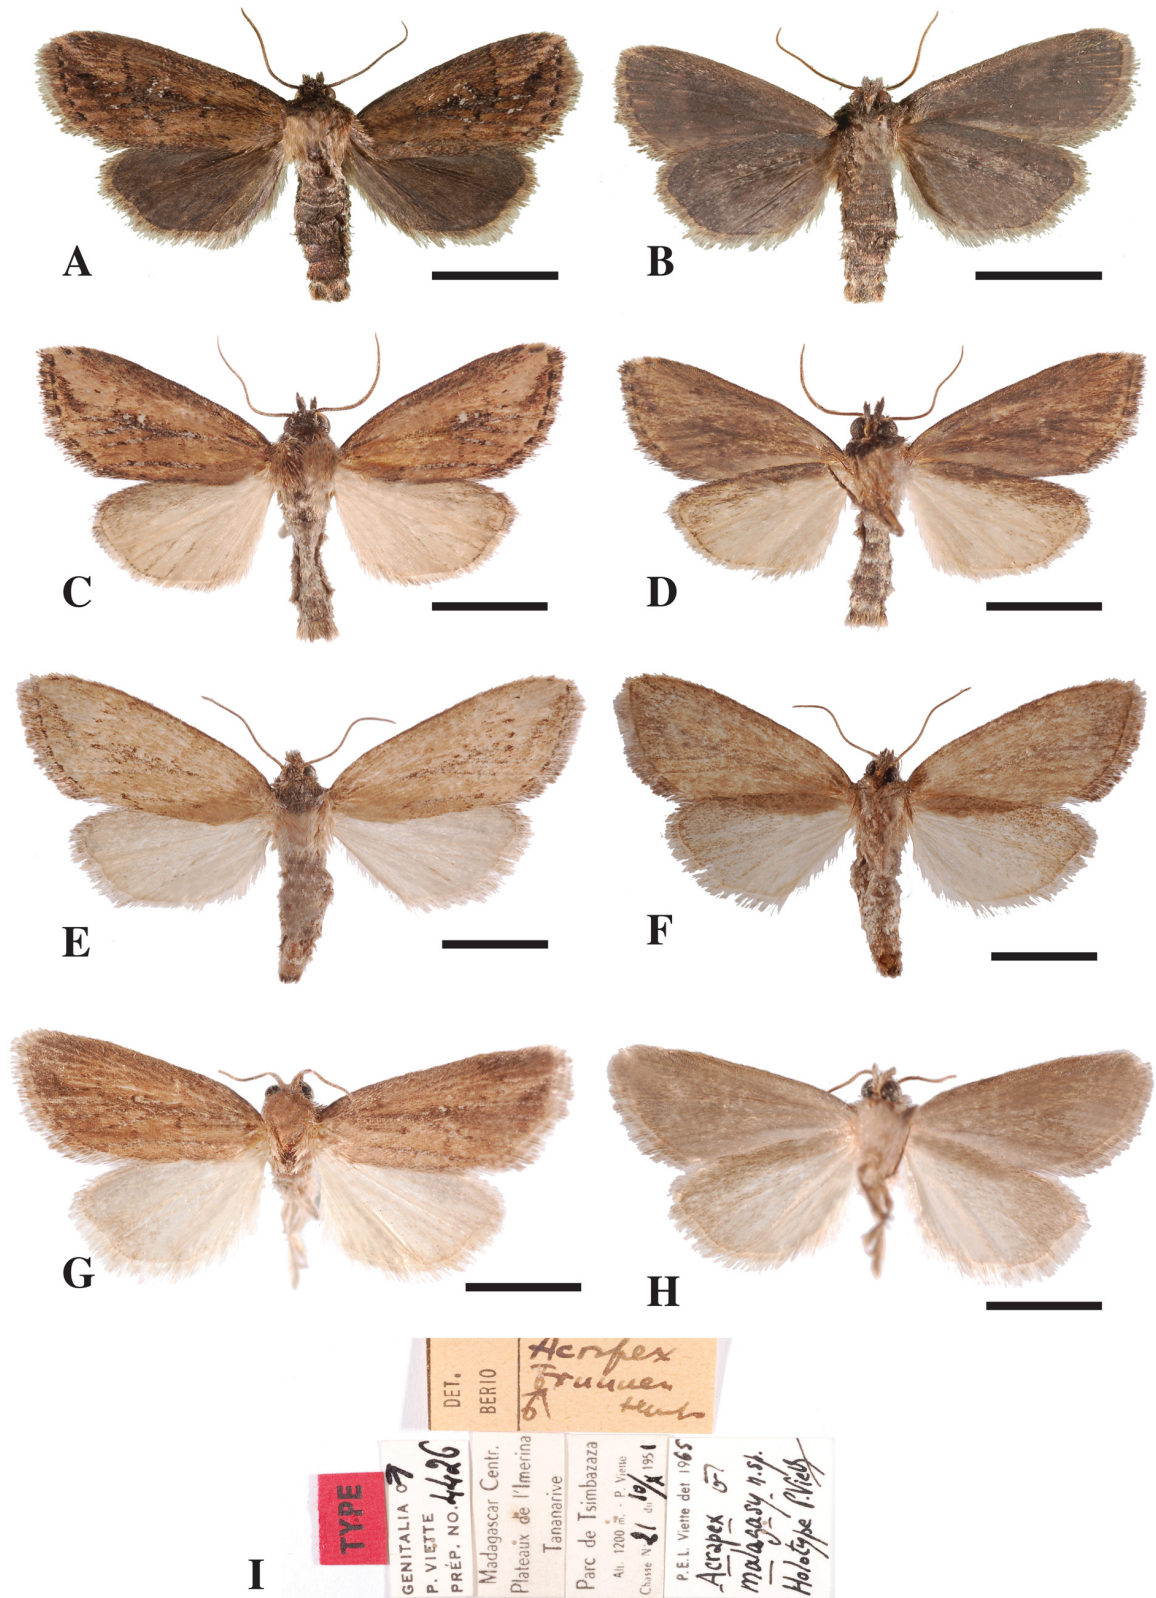 A
B
C
D
E
F
G
H
I
DET.
BERIO
Acrapex
brunnea
TYPE
GENITALIA ♂
P. VIETTE
PRÉP. NO. 4426
Madagascar Centr.
Plateaux de l'Imerina
Tananarive
Parc de Tsimbazaza
Alt. 1200 m. - P. Viette
Chasse N° 21 du 10/X 1951
P.E.L. Viette det 1965
Acrapex ♂
malagasy n.sp.
Holotype P. Viette